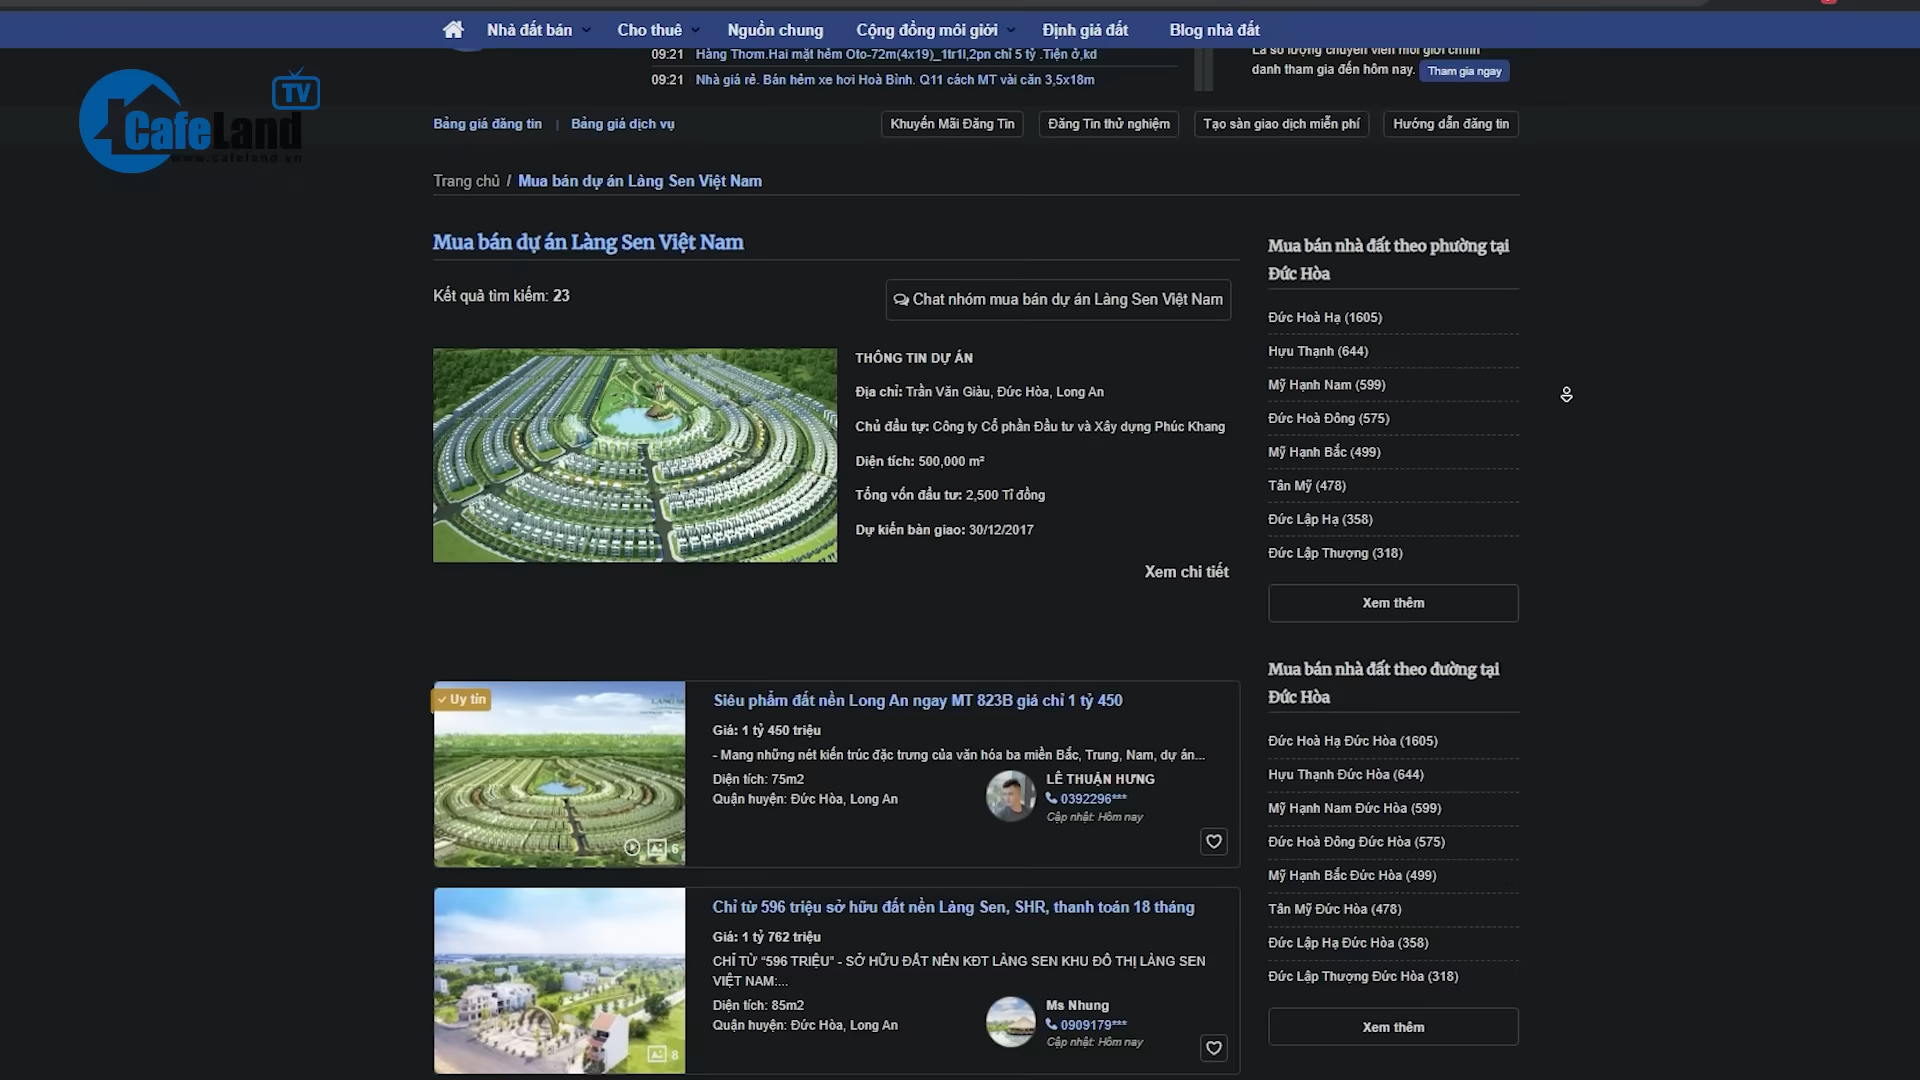 Nhà đất bán
Cho thuê
Nguồn chung
Cộng đồng môi giới
Định giá đất
Blog nhà đất
09:21 Hàng Thơm.Hai mặt hẻm Oto-72m(4x19)_1tr1l,2pn chỉ 5 tỷ .Tiện ở,kd
Là số lượng chuyên viên môi giới chính
09:21 Nhà giá rẻ. Bán hẻm xe hơi Hoà Bình. Q11 cách MT vài căn 3,5x18m
danh tham gia đến hôm nay. Tham gia ngay
TV
CafeLand
www.cafeland.vn
Bảng giá đăng tin | Bảng giá dịch vụ
Khuyến Mãi Đăng Tin
Đăng Tin thử nghiệm
Tạo sàn giao dịch miễn phí
Hướng dẫn đăng tin
Trang chủ / Mua bán dự án Làng Sen Việt Nam
Mua bán dự án Làng Sen Việt Nam
Kết quả tìm kiếm: 23
Chat nhóm mua bán dự án Làng Sen Việt Nam
THÔNG TIN DỰ ÁN
Địa chỉ: Trần Văn Giàu, Đức Hòa, Long An
Chủ đầu tự: Công ty Cổ phần Đầu tư và Xây dựng Phúc Khang
Diện tích: 500,000 m²
Tổng vốn đầu tư: 2,500 Tỉ đồng
Dự kiến bàn giao: 30/12/2017
Xem chi tiết
Uy tín
6
Siêu phẩm đất nền Long An ngay MT 823B giá chỉ 1 tỷ 450
Giá: 1 tỷ 450 triệu
- Mang những nét kiến trúc đặc trưng của văn hóa ba miền Bắc, Trung, Nam, dự án...
Diện tích: 75m2
Quận huyện: Đức Hòa, Long An
LÊ THUẬN HƯNG
0392296***
Cập nhật: Hôm nay
8
Chỉ từ 596 triệu sở hữu đất nền Làng Sen, SHR, thanh toán 18 tháng
Giá: 1 tỷ 762 triệu
CHỈ TỪ “596 TRIỆU” - SỞ HỮU ĐẤT NỀN KĐT LÀNG SEN KHU ĐÔ THỊ LÀNG SEN
VIỆT NAM:...
Diện tích: 85m2
Quận huyện: Đức Hòa, Long An
Ms Nhung
0909179***
Cập nhật: Hôm nay
Mua bán nhà đất theo phường tại
Đức Hòa
Đức Hoà Hạ (1605)
Hựu Thạnh (644)
Mỹ Hạnh Nam (599)
Đức Hoà Đông (575)
Mỹ Hạnh Bắc (499)
Tân Mỹ (478)
Đức Lập Hạ (358)
Đức Lập Thượng (318)
Xem thêm
Mua bán nhà đất theo đường tại
Đức Hòa
Đức Hoà Hạ Đức Hòa (1605)
Hựu Thạnh Đức Hòa (644)
Mỹ Hạnh Nam Đức Hòa (599)
Đức Hoà Đông Đức Hòa (575)
Mỹ Hạnh Bắc Đức Hòa (499)
Tân Mỹ Đức Hòa (478)
Đức Lập Hạ Đức Hòa (358)
Đức Lập Thượng Đức Hòa (318)
Xem thêm